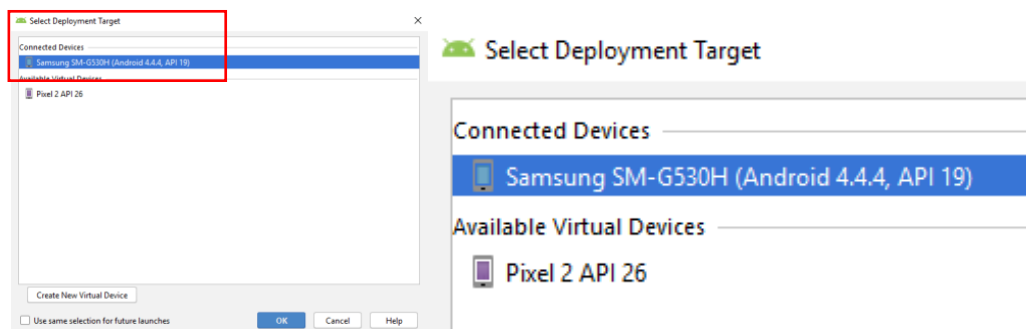 Select Deployment Target
Connected Devices
Samsung SM-G530H (Android 4.4.4, API 19)
Available Virtual Devices
Pixel 2 API 26
Create New Virtual Device
Use same selection for future launches
OK
Cancel
Help
Select Deployment Target
Connected Devices
Samsung SM-G530H (Android 4.4.4, API 19)
Available Virtual Devices
Pixel 2 API 26